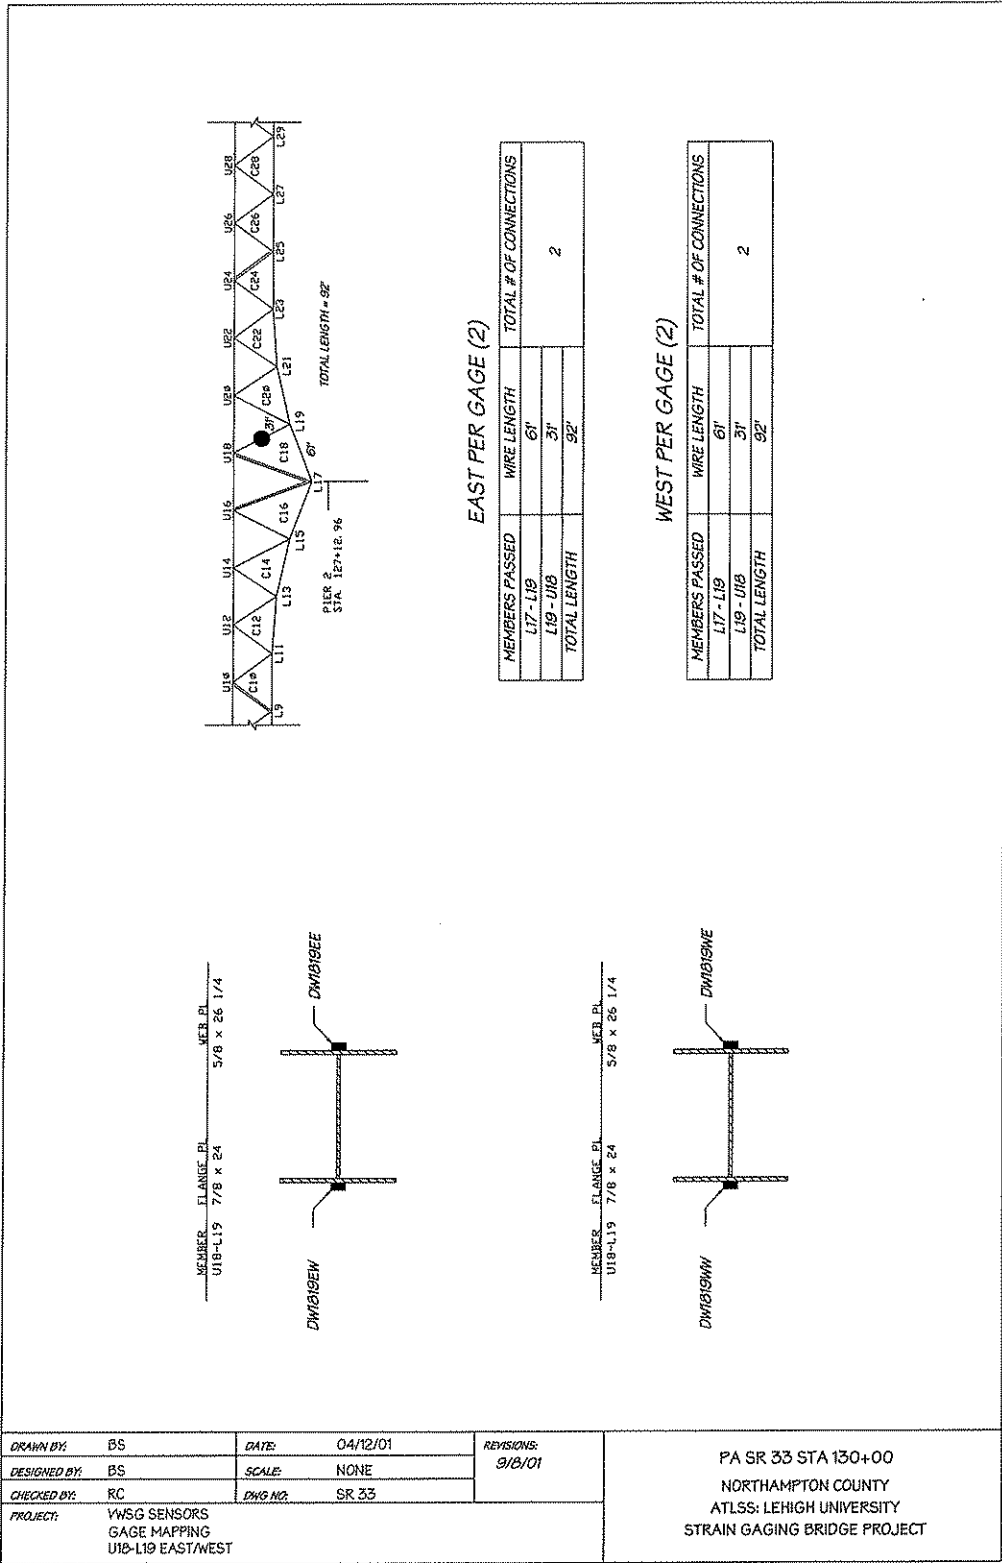 U10 U12 U14 U16 U18 U20 U22 U24 U26 U28
C10 C12 C14 C16 C18 C20 C22 C24 C26 C28
31'
61'
L9 L11 L13 L15 L17 L19 L21 L23 L25 L27 L29
PIER 2
STA. 127+12.96
TOTAL LENGTH = 92'
EAST PER GAGE (2)
MEMBERS PASSED WIRE LENGTH TOTAL # OF CONNECTIONS
L17 - L19 61' 2
L19 - U18 31'
TOTAL LENGTH 92'
WEST PER GAGE (2)
MEMBERS PASSED WIRE LENGTH TOTAL # OF CONNECTIONS
L17 - L19 61' 2
L19 - U18 31'
TOTAL LENGTH 92'
MEMBER FLANGE PL WEB PL
U18-L19 7/8 x 24 5/8 x 26 1/4
DW1819EW
DW1819EE
MEMBER FLANGE PL WEB PL
U18-L19 7/8 x 24 5/8 x 26 1/4
DW1819WW
DW1819WE
DRAWN BY: BS DATE: 04/12/01 REVISIONS:
DESIGNED BY: BS SCALE: NONE 9/8/01
CHECKED BY: RC DWG NO: SR 33
PROJECT: VWSG SENSORS
GAGE MAPPING
U18-L19 EAST/WEST
PA SR 33 STA 130+00
NORTHAMPTON COUNTY
ATLSS: LEHIGH UNIVERSITY
STRAIN GAGING BRIDGE PROJECT